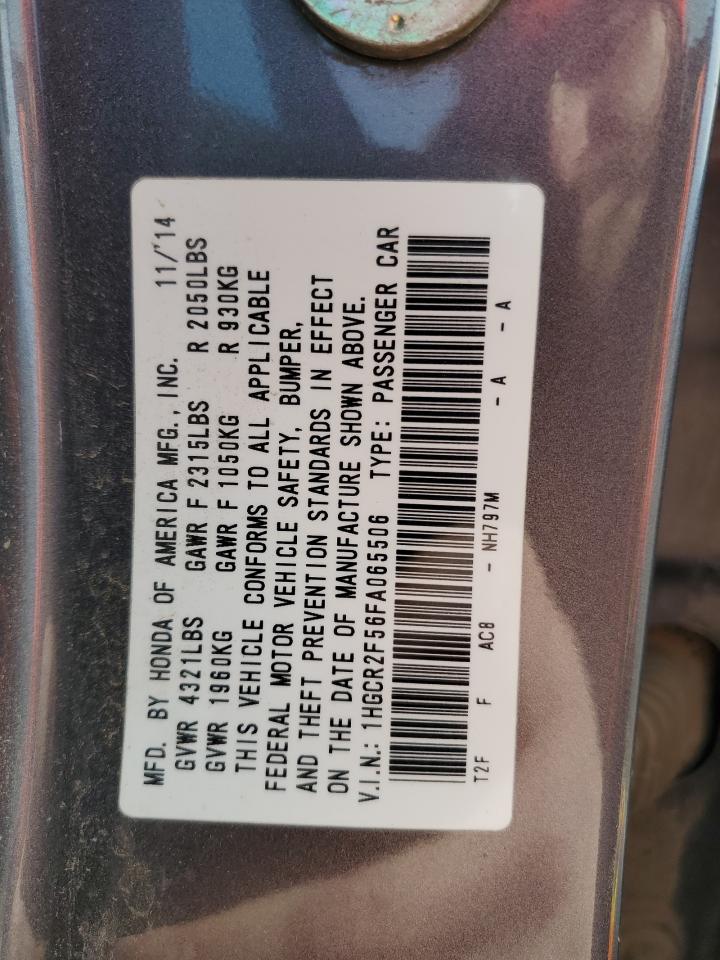 MFD. BY HONDA OF AMERICA MFG., INC. 11/'14
GVWR 4321LBS GAWR F 2315LBS R 2050LBS
GVWR 1960KG GAWR F 1050KG R 930KG
THIS VEHICLE CONFORMS TO ALL APPLICABLE
FEDERAL MOTOR VEHICLE SAFETY, BUMPER,
AND THEFT PREVENTION STANDARDS IN EFFECT
ON THE DATE OF MANUFACTURE SHOWN ABOVE.
V.I.N.: 1HGCR2F56FA065506 TYPE: PASSENGER CAR
T2F F AC8 - NH797M - A - A